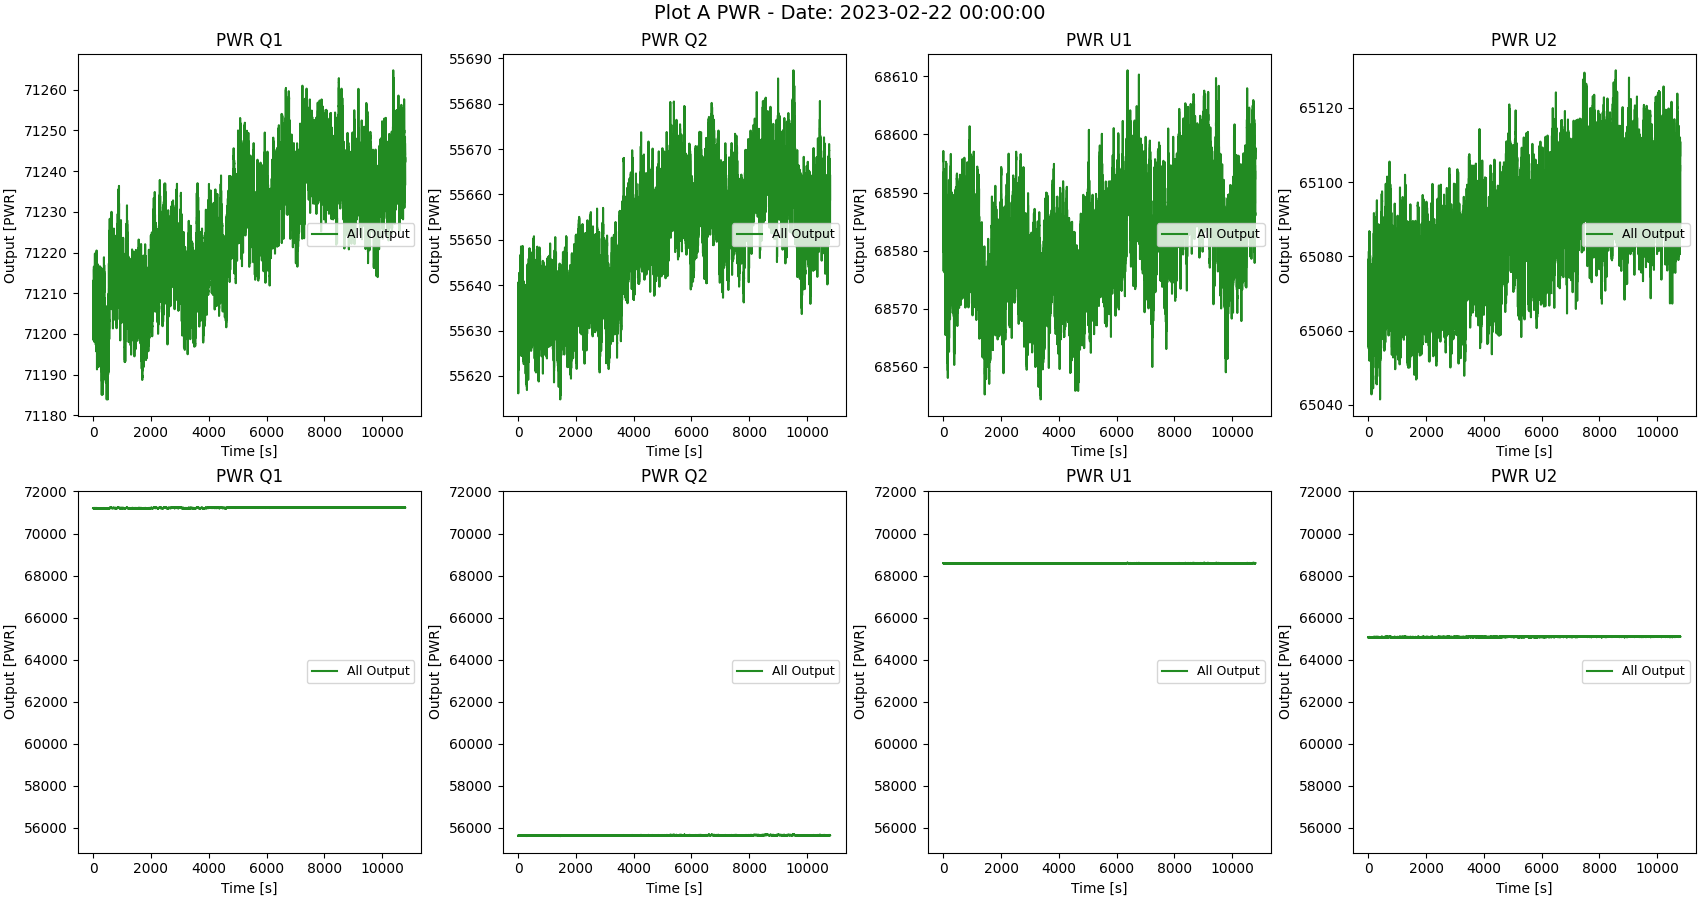 Plot A PWR - Date: 2023-02-22 00:00:00
PWR Q1
Output [PWR]
71260
71250
71240
71230
71220
71210
71200
71190
71180
0 2000 4000 6000 8000 10000
Time [s]
All Output
PWR Q2
Output [PWR]
55690
55680
55670
55660
55650
55640
55630
55620
0 2000 4000 6000 8000 10000
Time [s]
All Output
PWR U1
Output [PWR]
68610
68600
68590
68580
68570
68560
0 2000 4000 6000 8000 10000
Time [s]
All Output
PWR U2
Output [PWR]
65120
65100
65080
65060
65040
0 2000 4000 6000 8000 10000
Time [s]
All Output
PWR Q1
Output [PWR]
72000
70000
68000
66000
64000
62000
60000
58000
56000
0 2000 4000 6000 8000 10000
Time [s]
All Output
PWR Q2
Output [PWR]
72000
70000
68000
66000
64000
62000
60000
58000
56000
0 2000 4000 6000 8000 10000
Time [s]
All Output
PWR U1
Output [PWR]
72000
70000
68000
66000
64000
62000
60000
58000
56000
0 2000 4000 6000 8000 10000
Time [s]
All Output
PWR U2
Output [PWR]
72000
70000
68000
66000
64000
62000
60000
58000
56000
0 2000 4000 6000 8000 10000
Time [s]
All Output